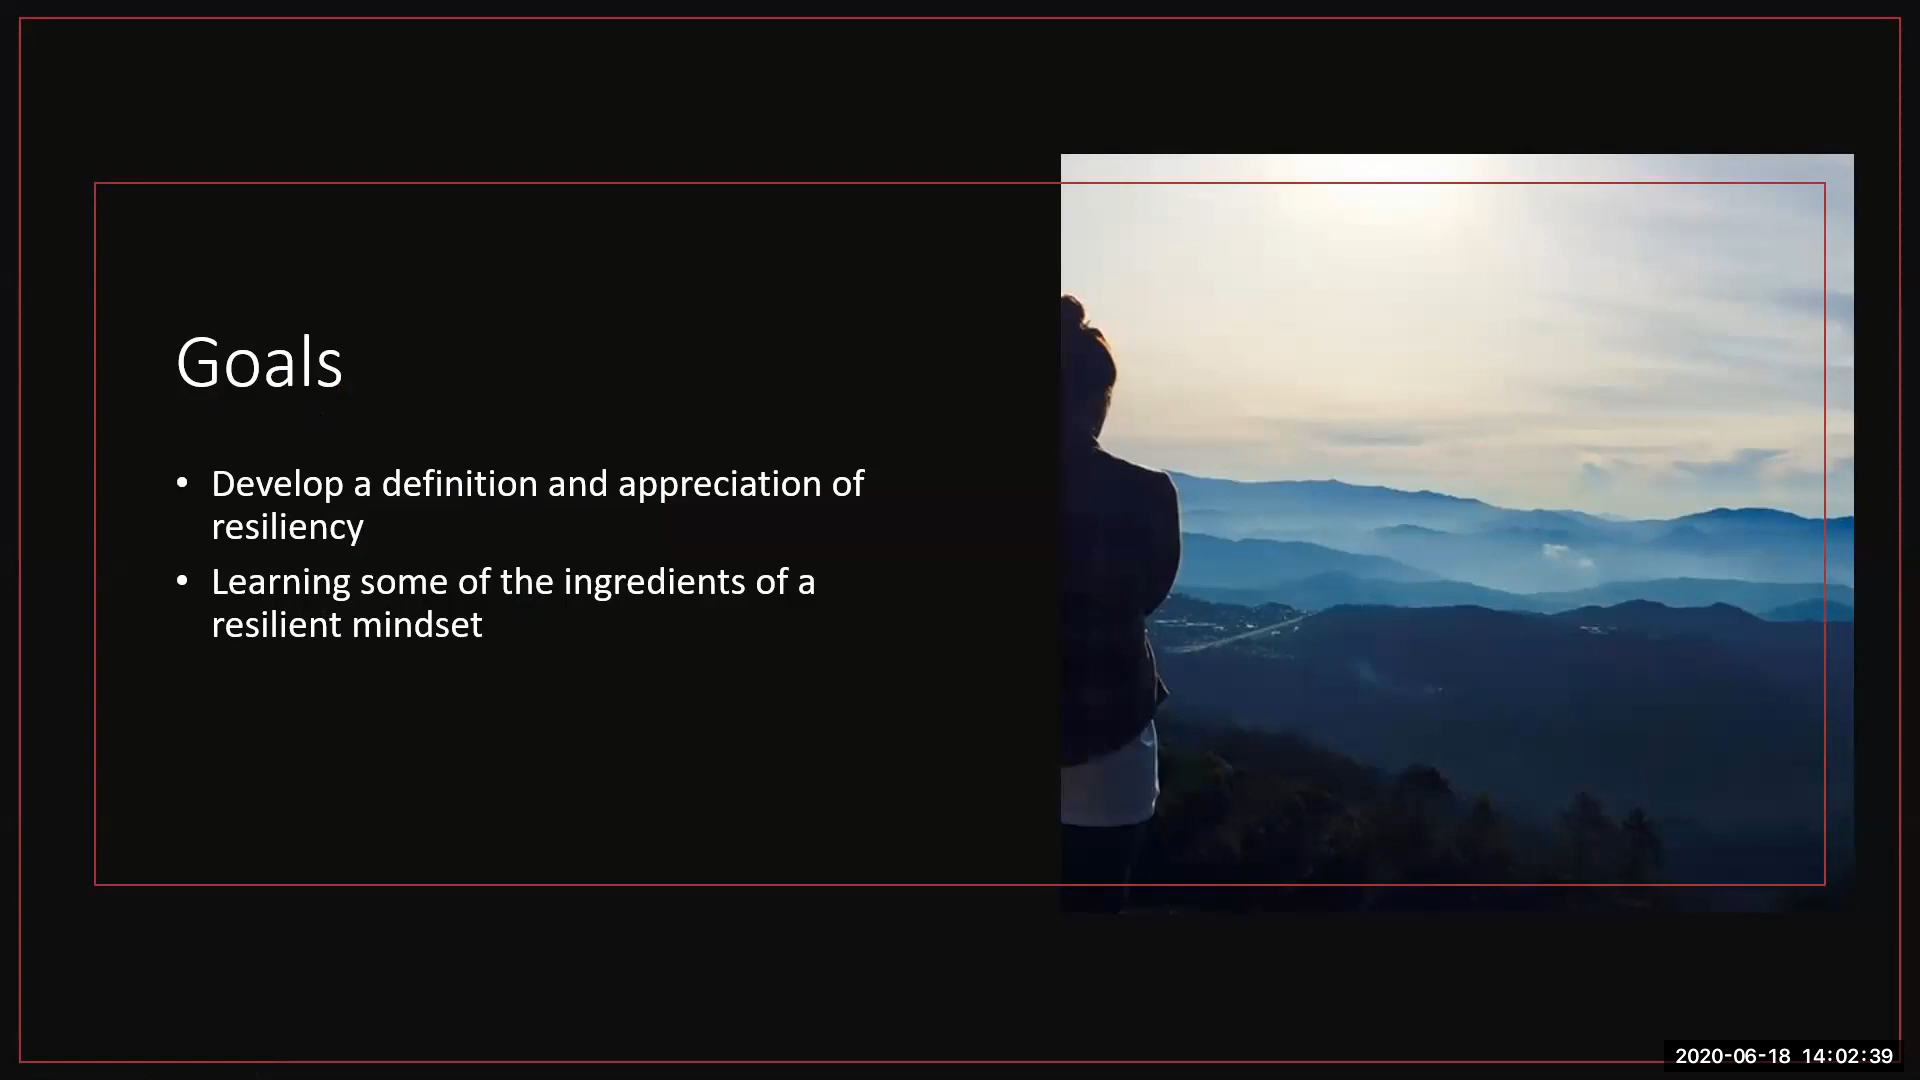 Goals
• Develop a definition and appreciation of
resiliency
• Learning some of the ingredients of a
resilient mindset
2020-06-18 14:02:39